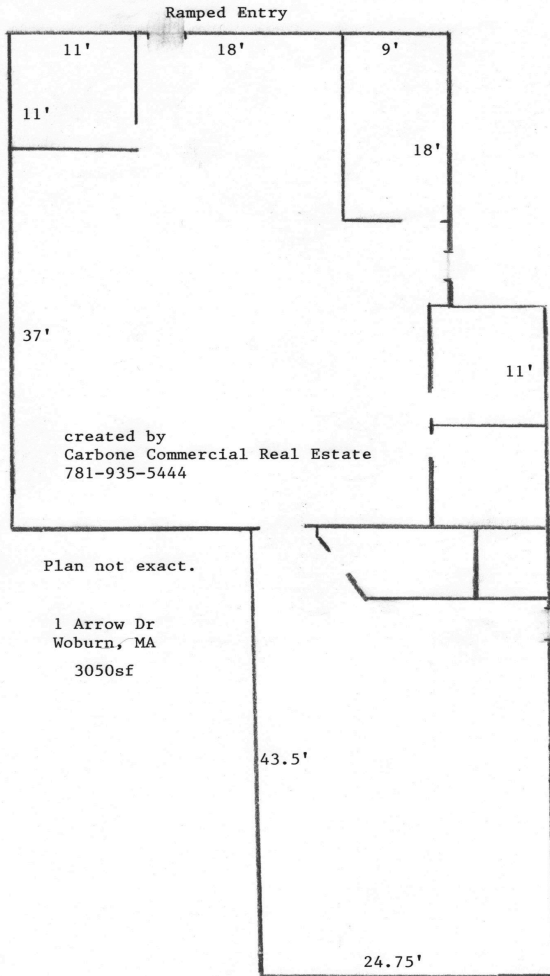 Ramped Entry
11'
18'
9'
11'
18'
37'
11'
created by
Carbone Commercial Real Estate
781-935-5444
Plan not exact.
1 Arrow Dr
Woburn, MA
3050sf
43.5'
24.75'